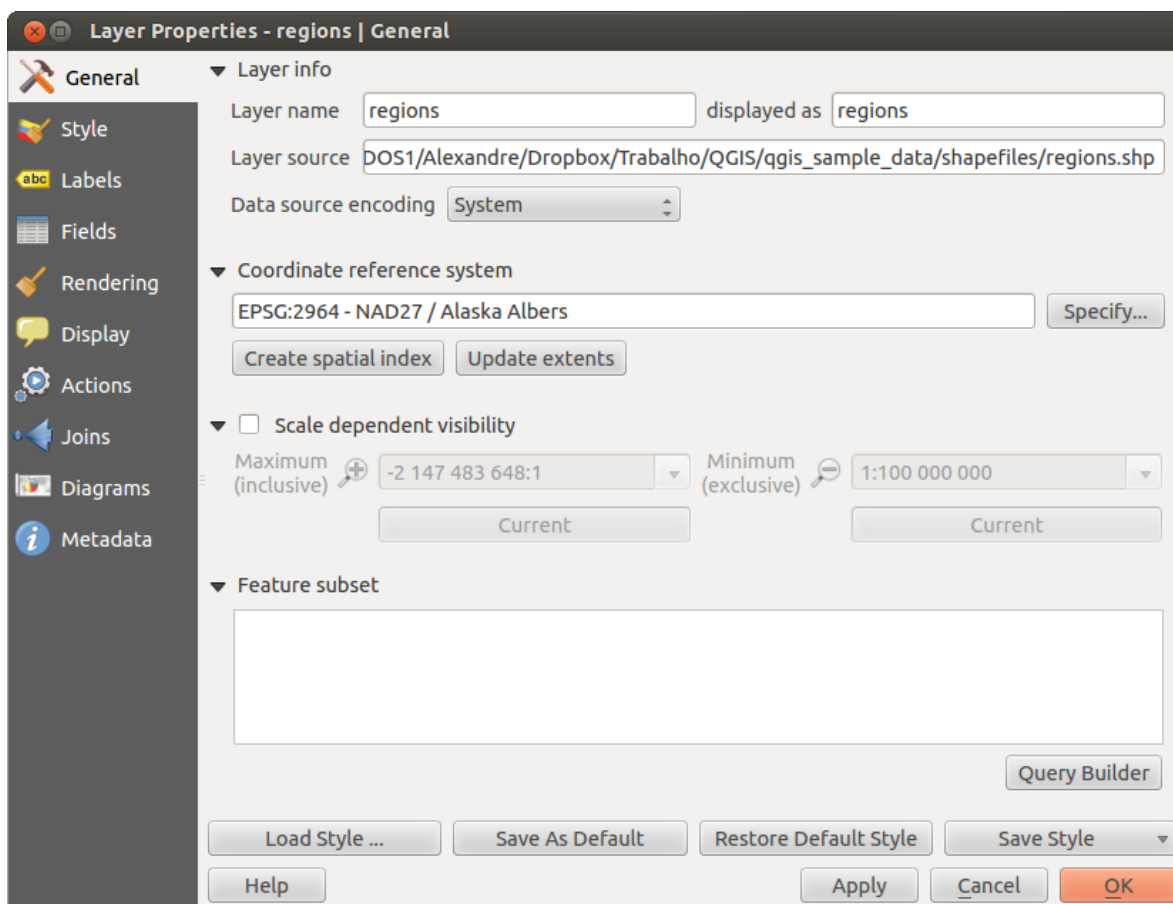 Layer Properties - regions | General
General
Style
Labels
Fields
Rendering
Display
Actions
Joins
Diagrams
Metadata
abc
Layer info
Layer name regions displayed as regions
Layer source DOS1/Alexandre/Dropbox/Trabalho/QGIS/qgis_sample_data/shapefiles/regions.shp
Data source encoding System
Coordinate reference system
EPSG:2964 - NAD27 / Alaska Albers Specify...
Create spatial index Update extents
Scale dependent visibility
Maximum (inclusive) -2 147 483 648:1 Minimum (exclusive) 1:100 000 000
Current Current
Feature subset
Query Builder
Load Style ... Save As Default Restore Default Style Save Style
Help Apply Cancel OK